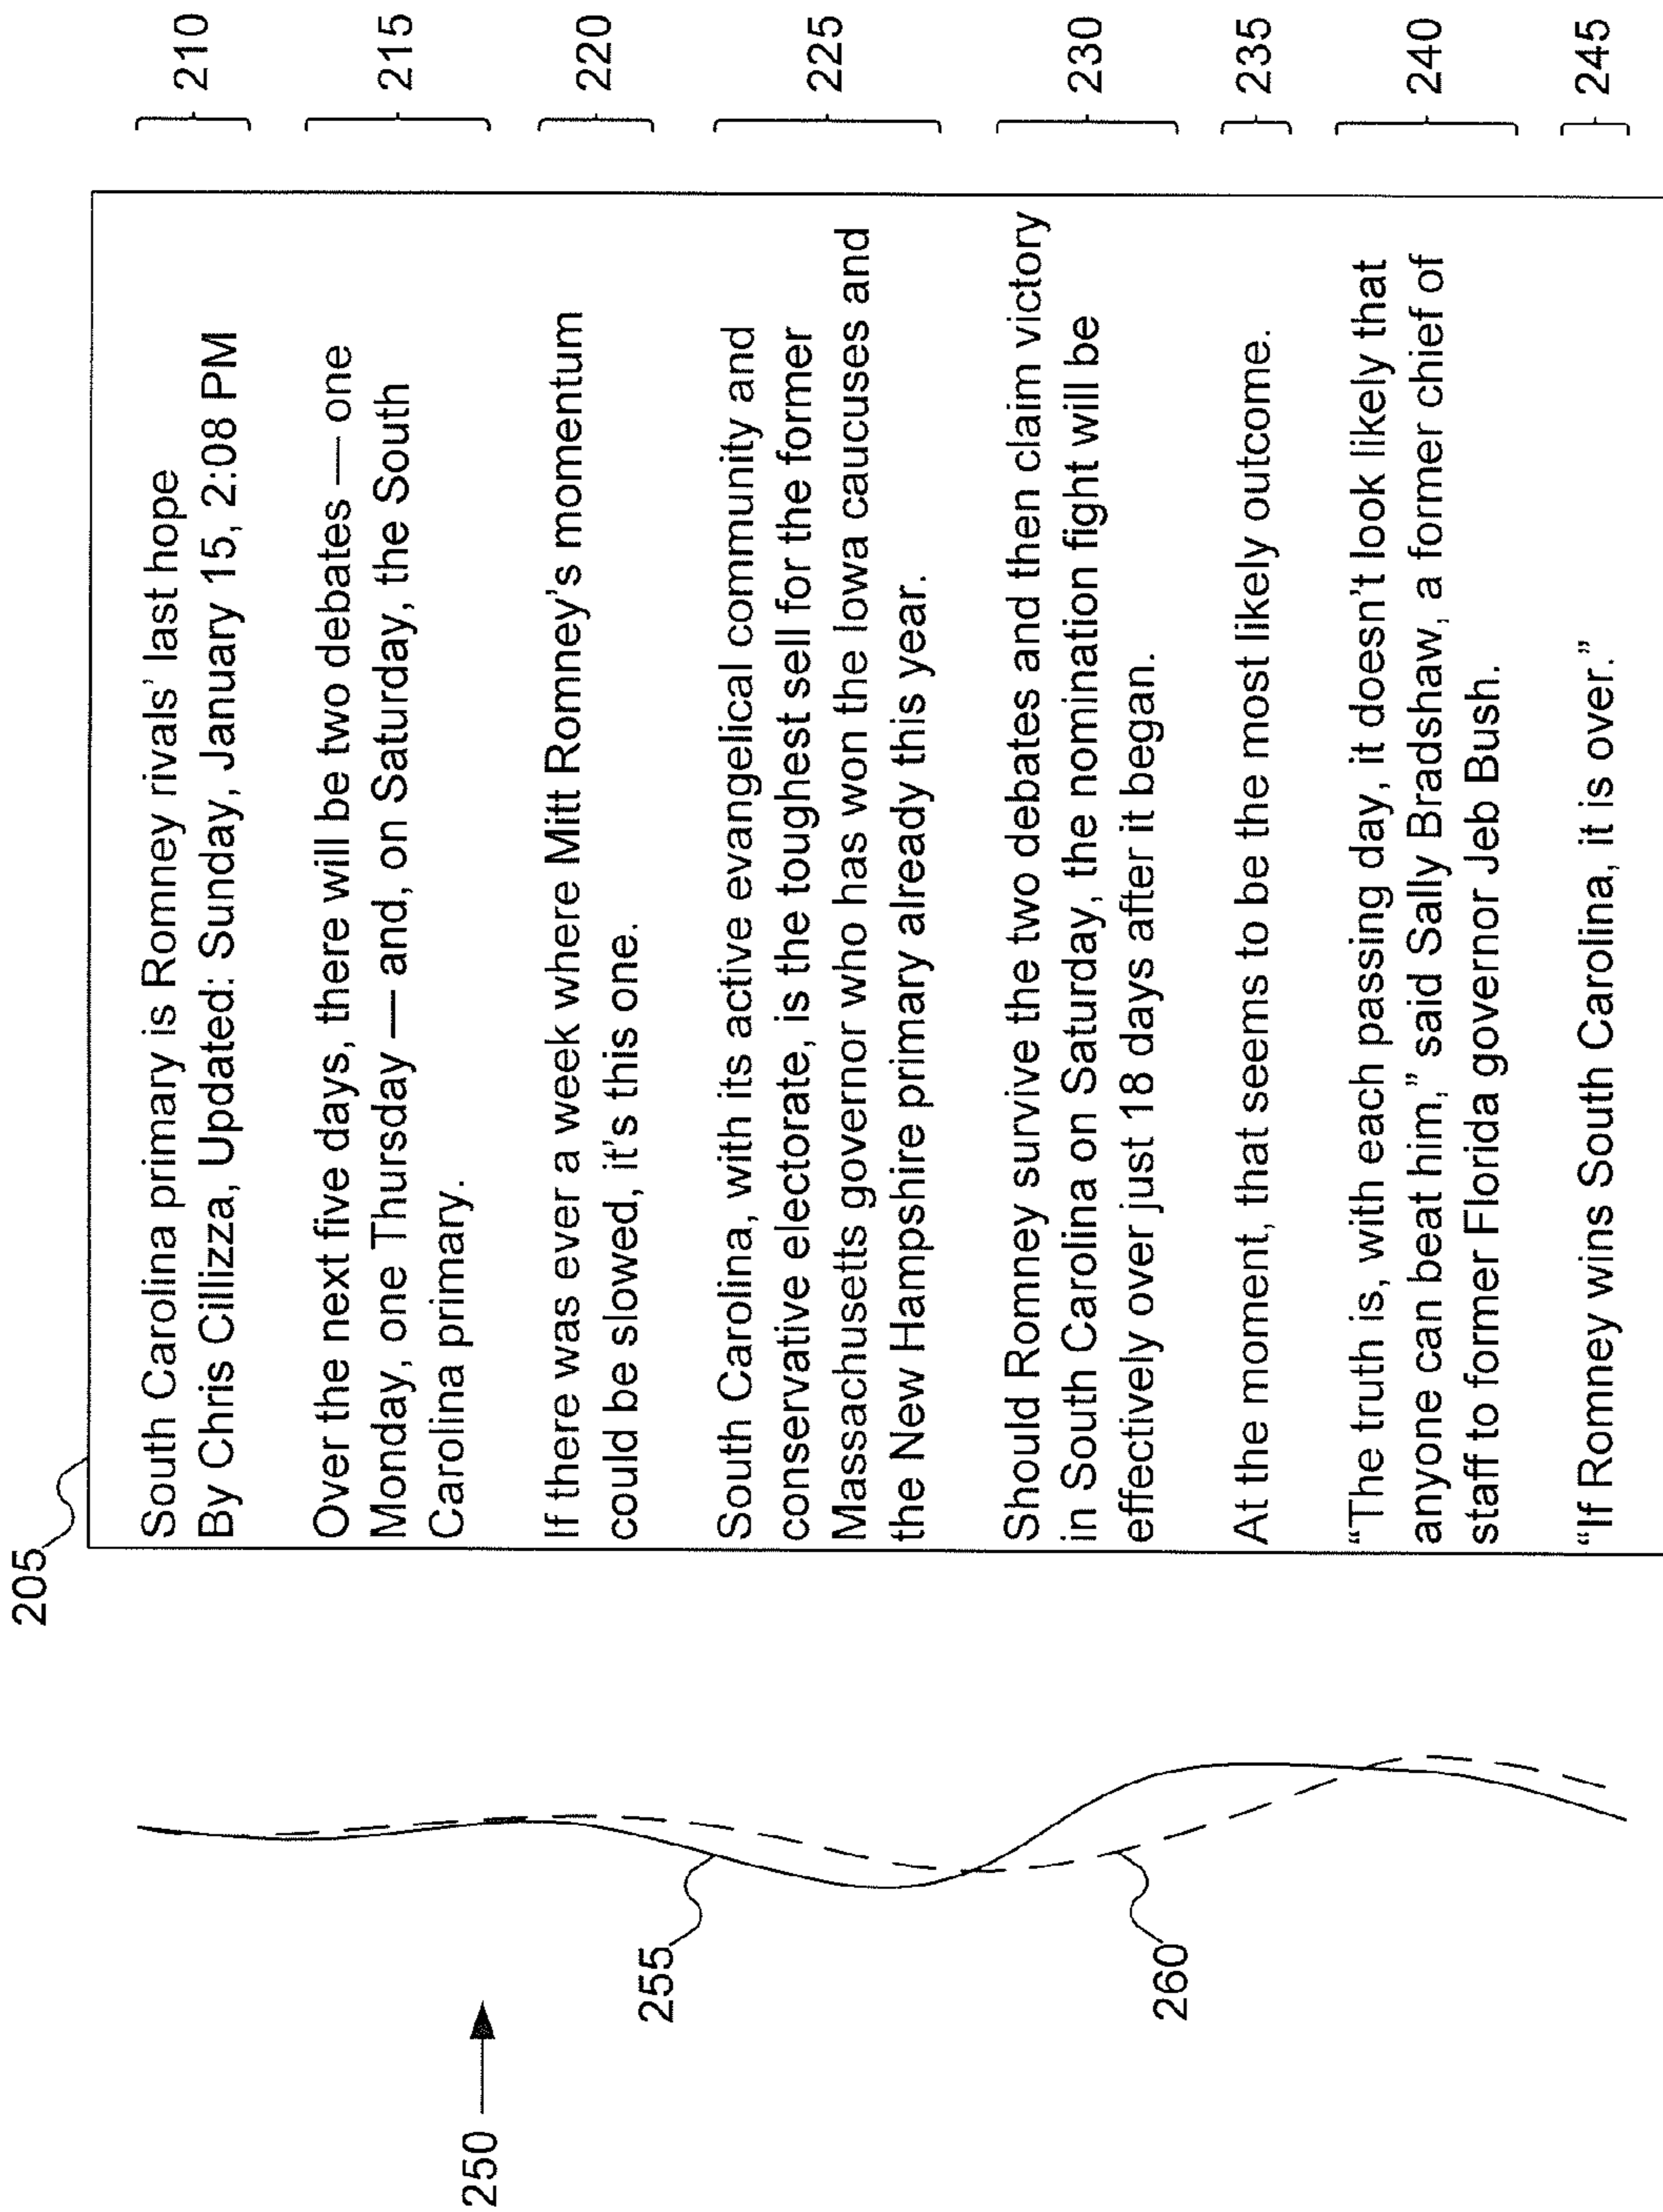 205
South Carolina primary is Romney rivals’ last hope
By Chris Cillizza, Updated: Sunday, January 15, 2:08 PM
210
Over the next five days, there will be two debates — one
Monday, one Thursday — and, on Saturday, the South
Carolina primary.
215
If there was ever a week where Mitt Romney’s momentum
could be slowed, it’s this one.
220
South Carolina, with its active evangelical community and
conservative electorate, is the toughest sell for the former
Massachusetts governor who has won the Iowa caucuses and
the New Hampshire primary already this year.
225
Should Romney survive the two debates and then claim victory
in South Carolina on Saturday, the nomination fight will be
effectively over just 18 days after it began.
230
At the moment, that seems to be the most likely outcome.
235
“The truth is, with each passing day, it doesn’t look likely that
anyone can beat him,” said Sally Bradshaw, a former chief of
staff to former Florida governor Jeb Bush.
240
“If Romney wins South Carolina, it is over.”
245
250
255
260